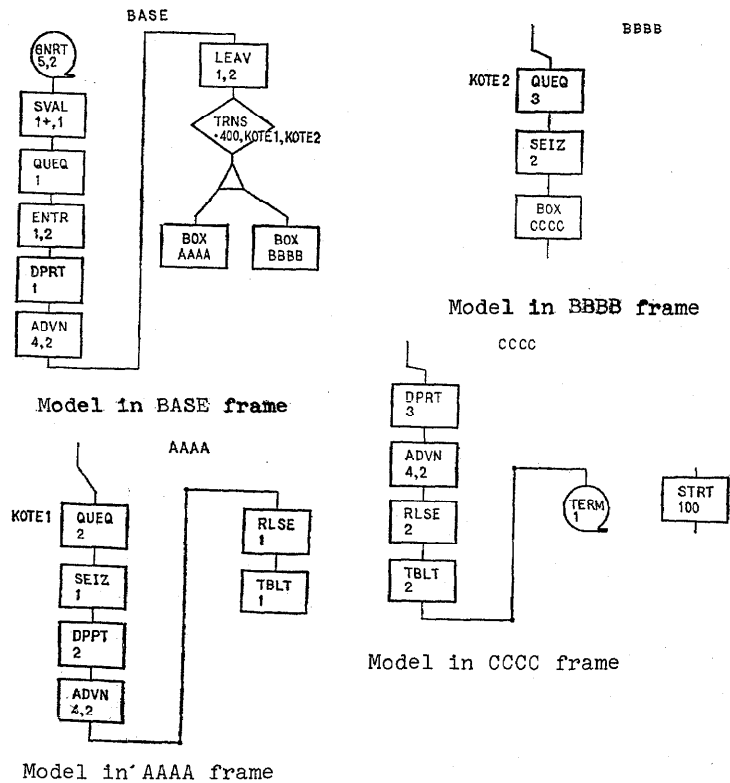 BASE
GNRT
5,2
SVAL
1+,1
QUEQ
1
ENTR
1,2
DPRT
1
ADVN
4,2
LEAV
1,2
TRNS
.400,KOTE1,KOTE2
BOX
AAAA
BOX
BBBB
Model in BASE frame
BBBB
KOTE2
QUEQ
3
SEIZ
2
BOX
CCCC
Model in BBBB frame
AAAA
KOTE1
QUEQ
2
SEIZ
1
DPPT
2
ADVN
4,2
RLSE
1
TBLT
1
Model in AAAA frame
CCCC
DPRT
3
ADVN
4,2
RLSE
2
TBLT
2
TERM
1
STRT
100
Model in CCCC frame